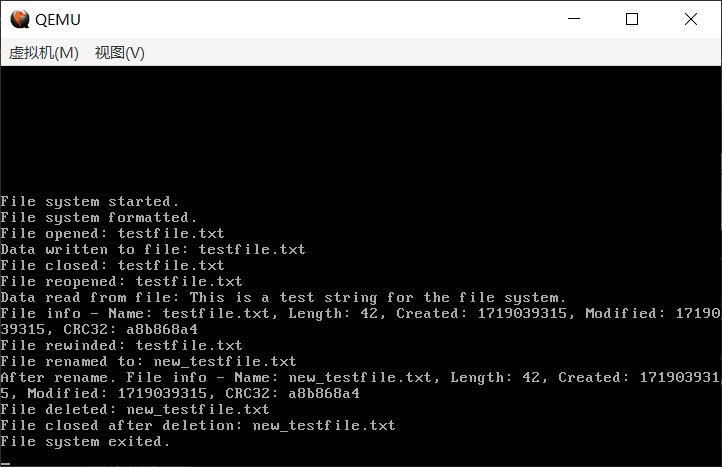 QEMU
虚拟机(M) 视图(V)
File system started.
File system formatted.
File opened: testfile.txt
Data written to file: testfile.txt
File closed: testfile.txt
File reopened: testfile.txt
Data read from file: This is a test string for the file system.
File info - Name: testfile.txt, Length: 42, Created: 1719039315, Modified: 17190
39315, CRC32: a8b868a4
File rewinded: testfile.txt
File renamed to: new_testfile.txt
After rename. File info - Name: new_testfile.txt, Length: 42, Created: 171903931
5, Modified: 1719039315, CRC32: a8b868a4
File deleted: new_testfile.txt
File closed after deletion: new_testfile.txt
File system exited.
_